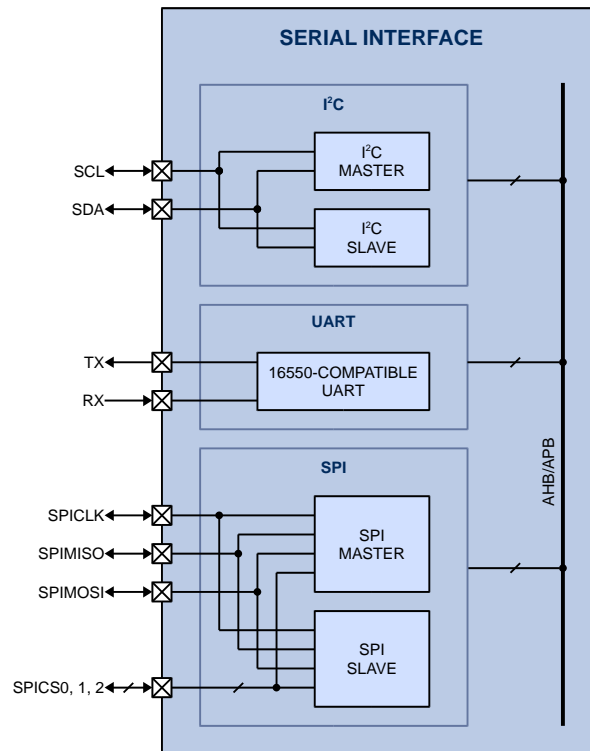 SERIAL INTERFACE
I²C
I²C
MASTER
SCL
SDA
I²C
SLAVE
UART
TX
16550-COMPATIBLE
UART
RX
AHB/APB
SPI
SPICLK
SPI
MASTER
SPIMISO
SPIMOSI
SPI
SLAVE
SPICS0, 1, 2